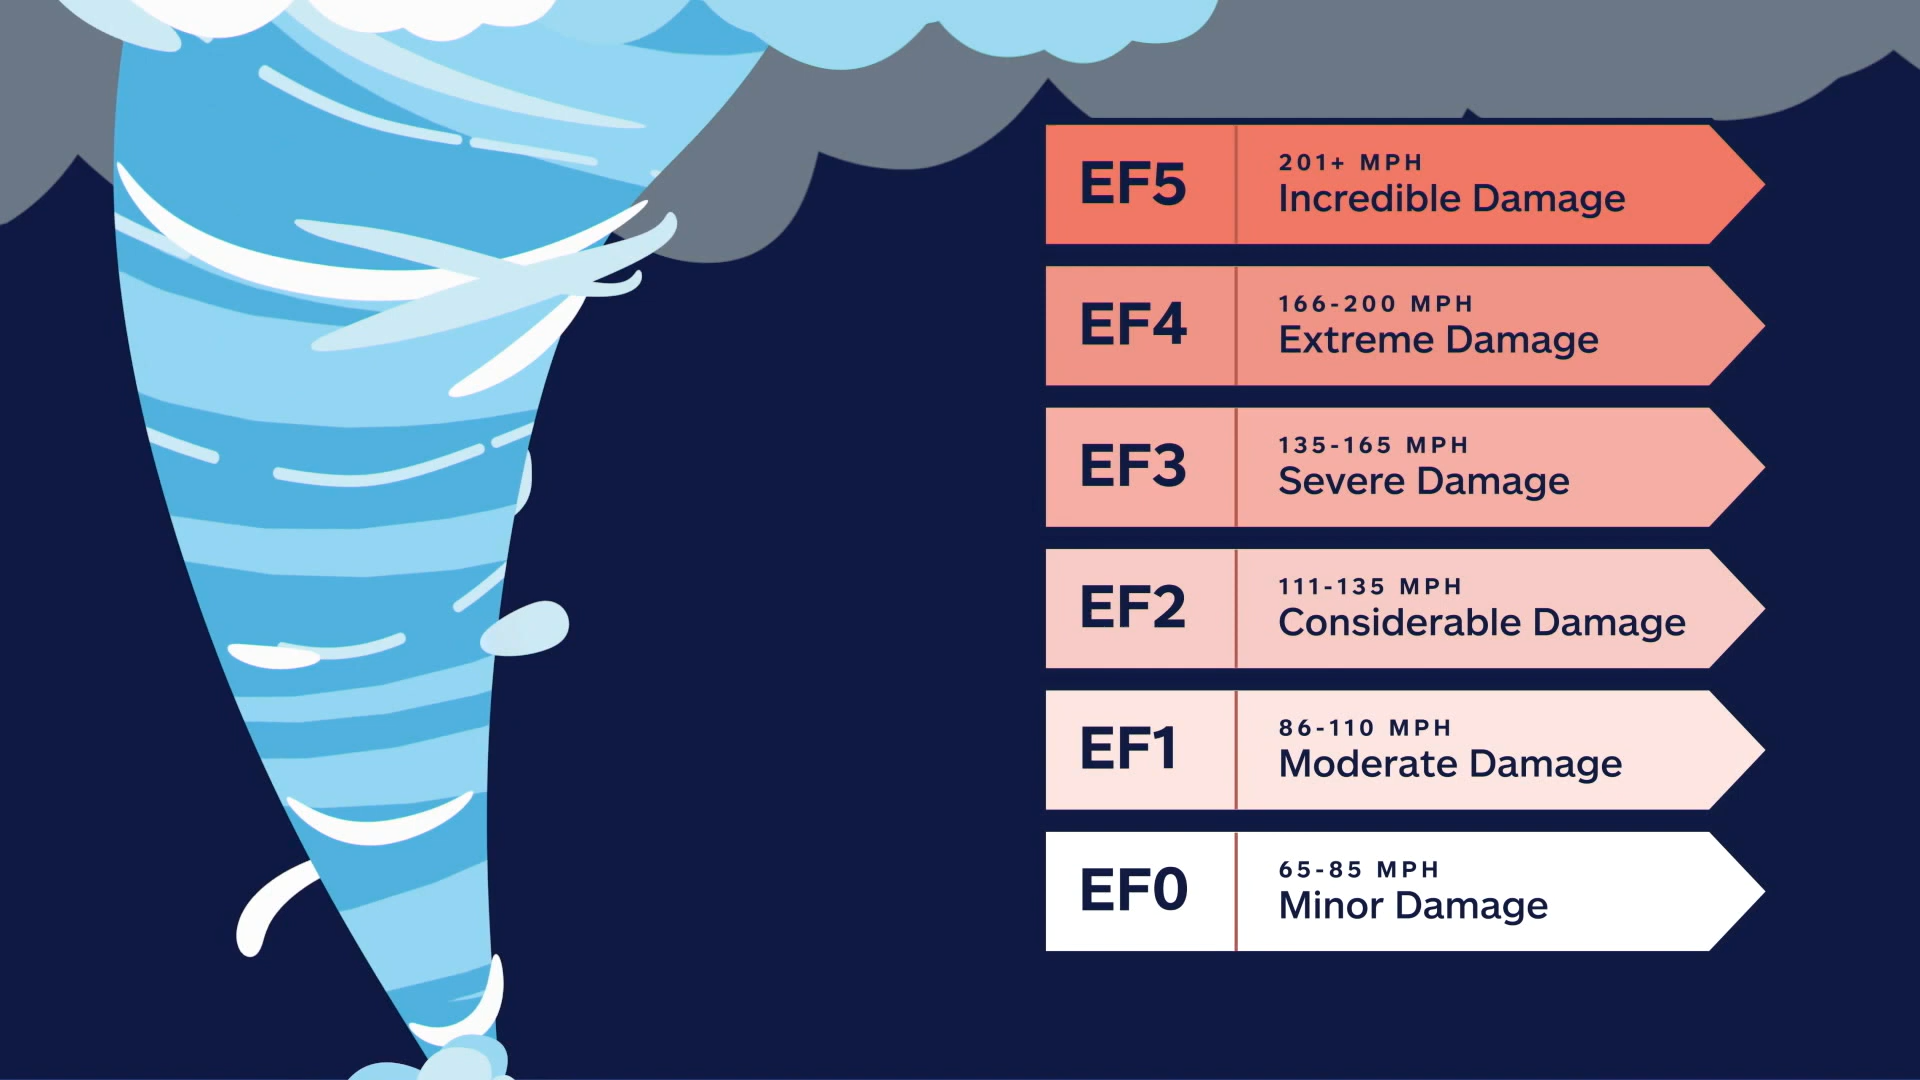 EF5
201+ MPH
Incredible Damage
EF4
166-200 MPH
Extreme Damage
EF3
135-165 MPH
Severe Damage
EF2
111-135 MPH
Considerable Damage
EF1
86-110 MPH
Moderate Damage
EF0
65-85 MPH
Minor Damage